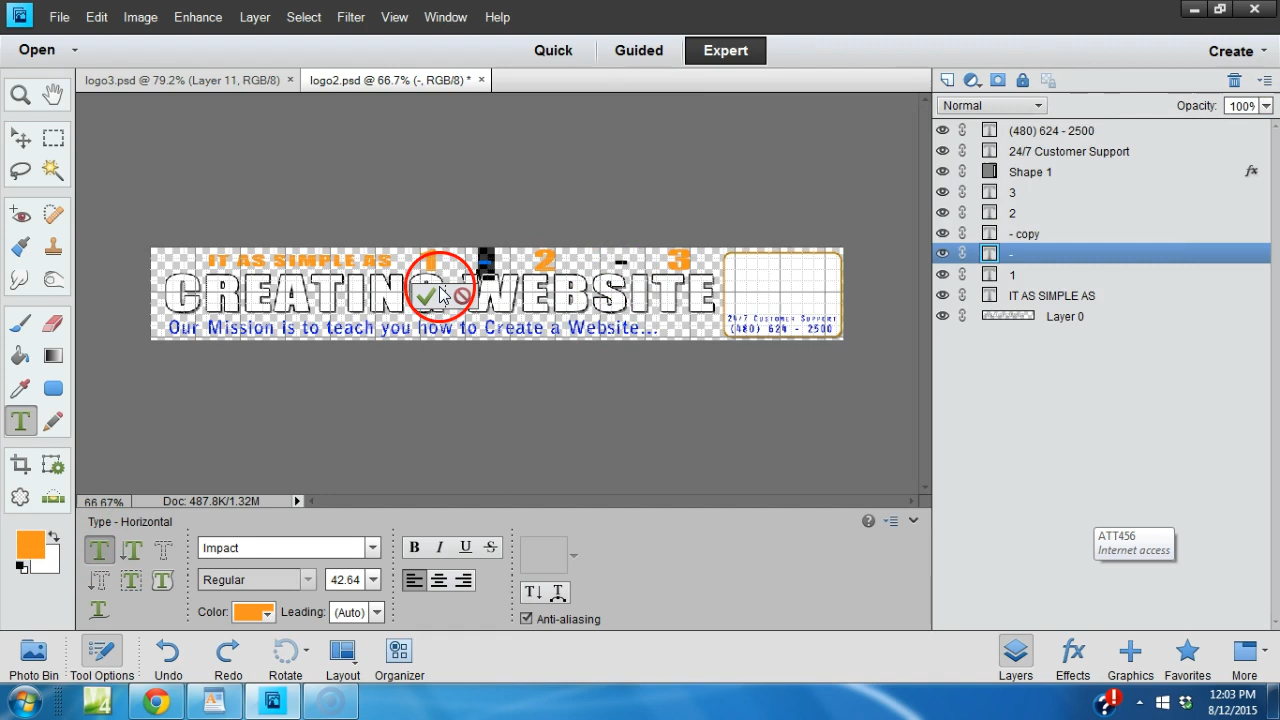 File Edit Image Enhance Layer Select Filter View Window Help
Open Quick Guided Expert Create
logo3.psd @ 79.2% (Layer 11, RGB/8) × logo2.psd @ 66.7% (-, RGB/8) * ×
Normal Opacity: 100%
(480) 624 - 2500
24/7 Customer Support
Shape 1 fx
3
2
- copy
-
1
IT AS SIMPLE AS
Layer 0
IT AS SIMPLE AS 1 - 2 - 3
CREATING WEBSITE
Our Mission is to teach you how to Create a Website...
24/7 Customer Support
(480) 624 - 2500
66.67% Doc: 487.8K/1.32M
Type - Horizontal
Impact
Regular 42.64
Color: Leading: (Auto)
B I U S
Anti-aliasing
ATT456
Internet access
Photo Bin Tool Options Undo Redo Rotate Layout Organizer Layers Effects Graphics Favorites More
12:03 PM
8/12/2015